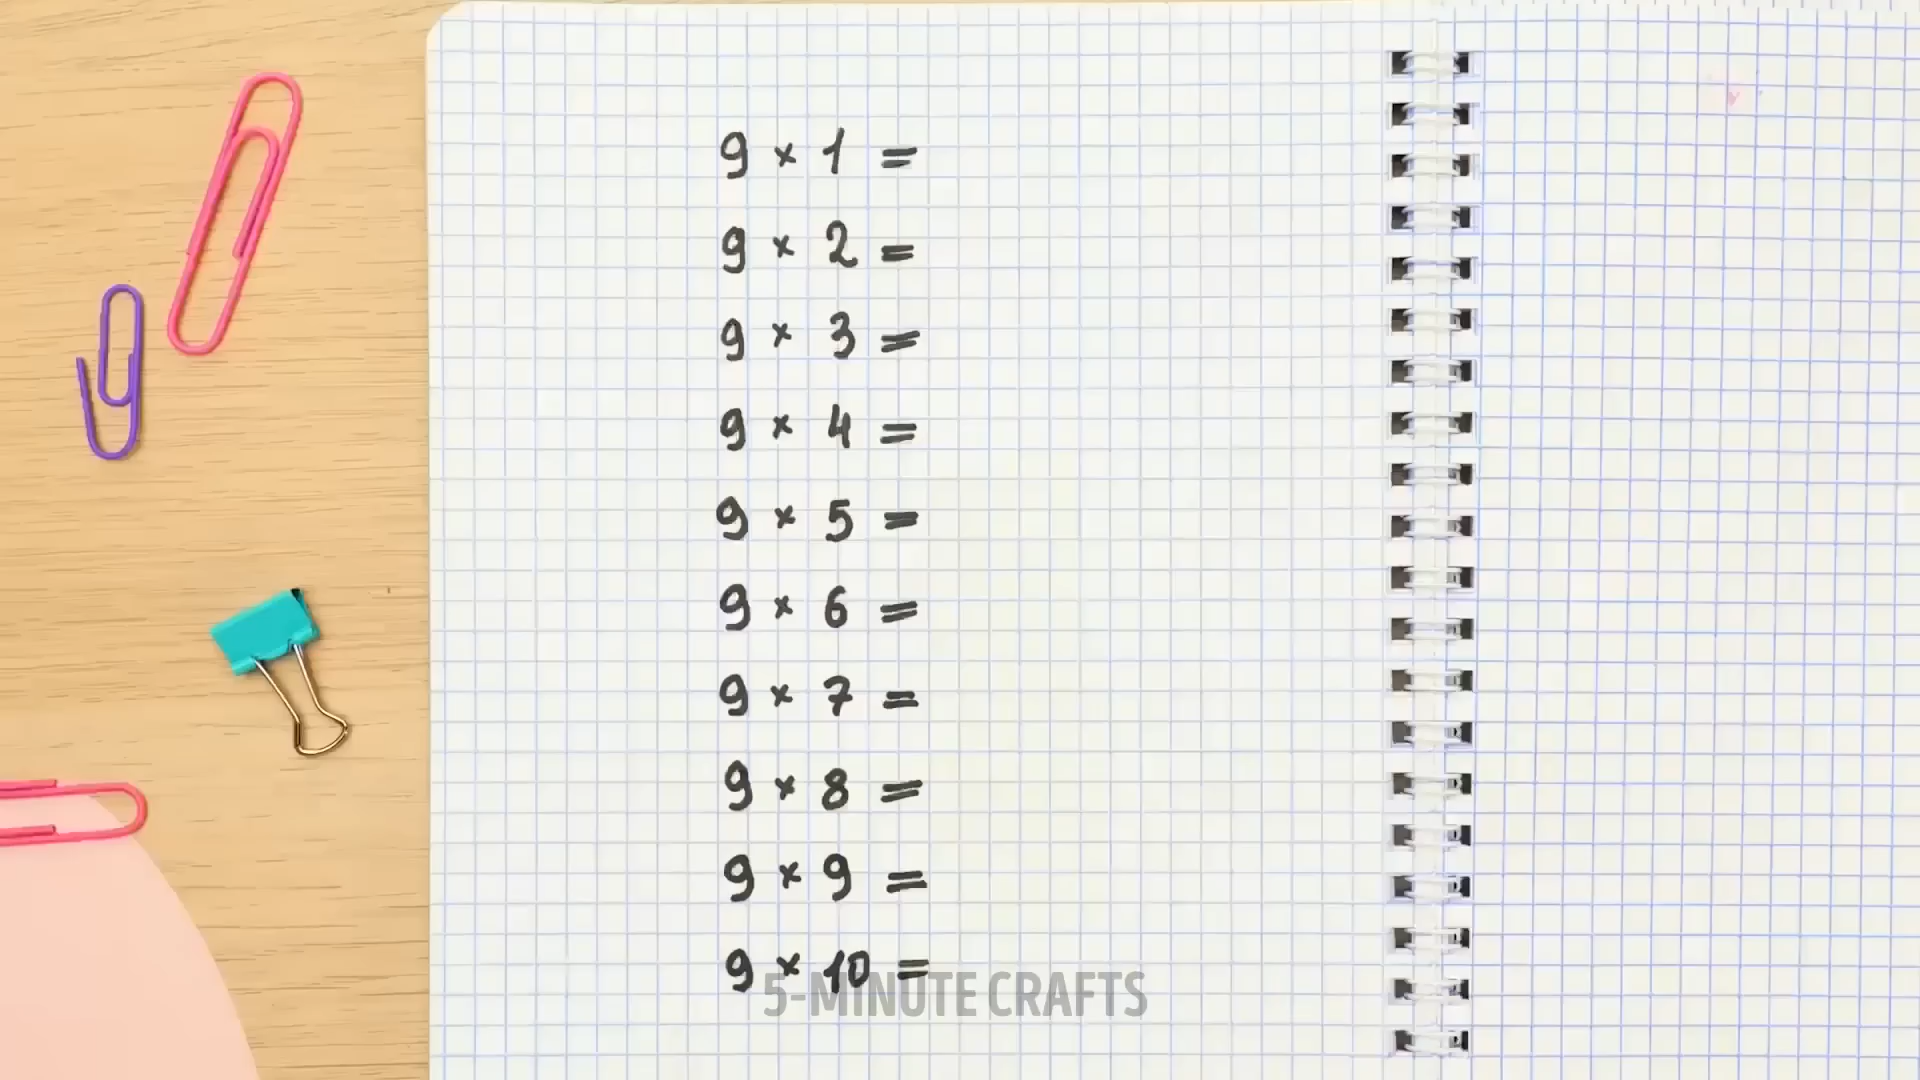 9 × 1 =
9 × 2 =
9 × 3 =
9 × 4 =
9 × 5 =
9 × 6 =
9 × 7 =
9 × 8 =
9 × 9 =
9 × 10 =
5-MINUTE CRAFTS